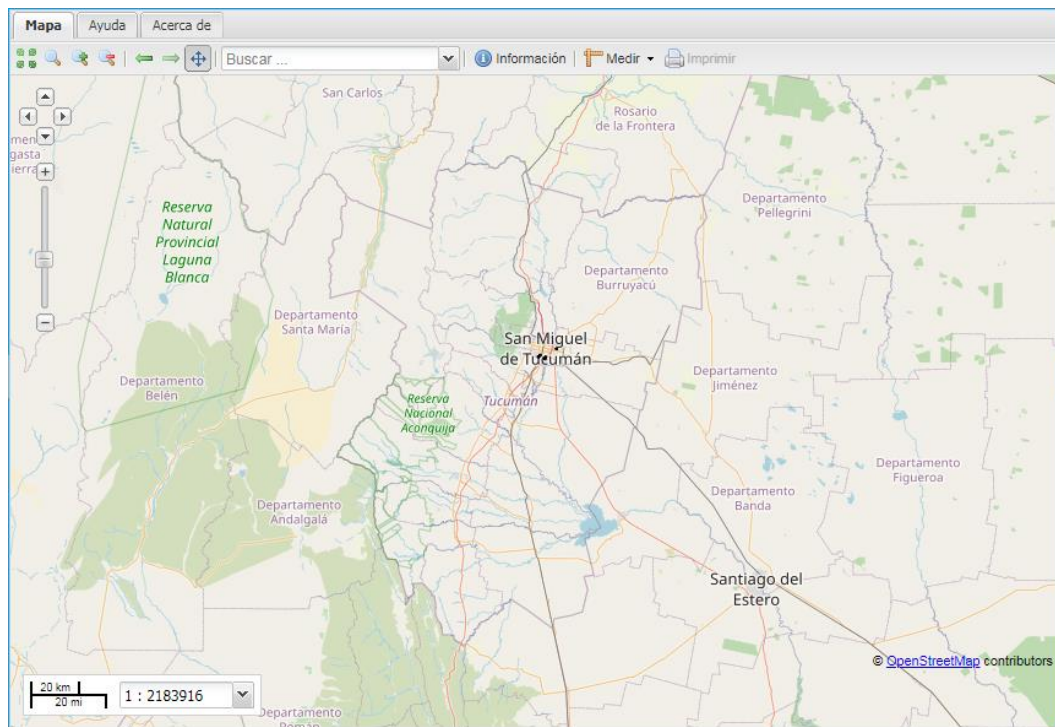 Mapa
Ayuda
Acerca de
Buscar ...
Información
Medir
Imprimir
San Carlos
Rosario
de la Frontera
Reserva
Natural
Provincial
Laguna
Blanca
Departamento
Pellegrini
Departamento
Burruyacú
Departamento
Santa María
San Miguel
de Tucumán
Departamento
Belén
Departamento
Jiménez
Reserva
Nacional
Aconquija
Tucumán
Departamento
Figueroa
Departamento
Banda
Departamento
Andalgalá
Santiago del
Estero
© OpenStreetMap contributors
20 km
20 mi
1 : 2183916
Departamento